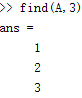 >> find(A,3)
ans =
1
2
3